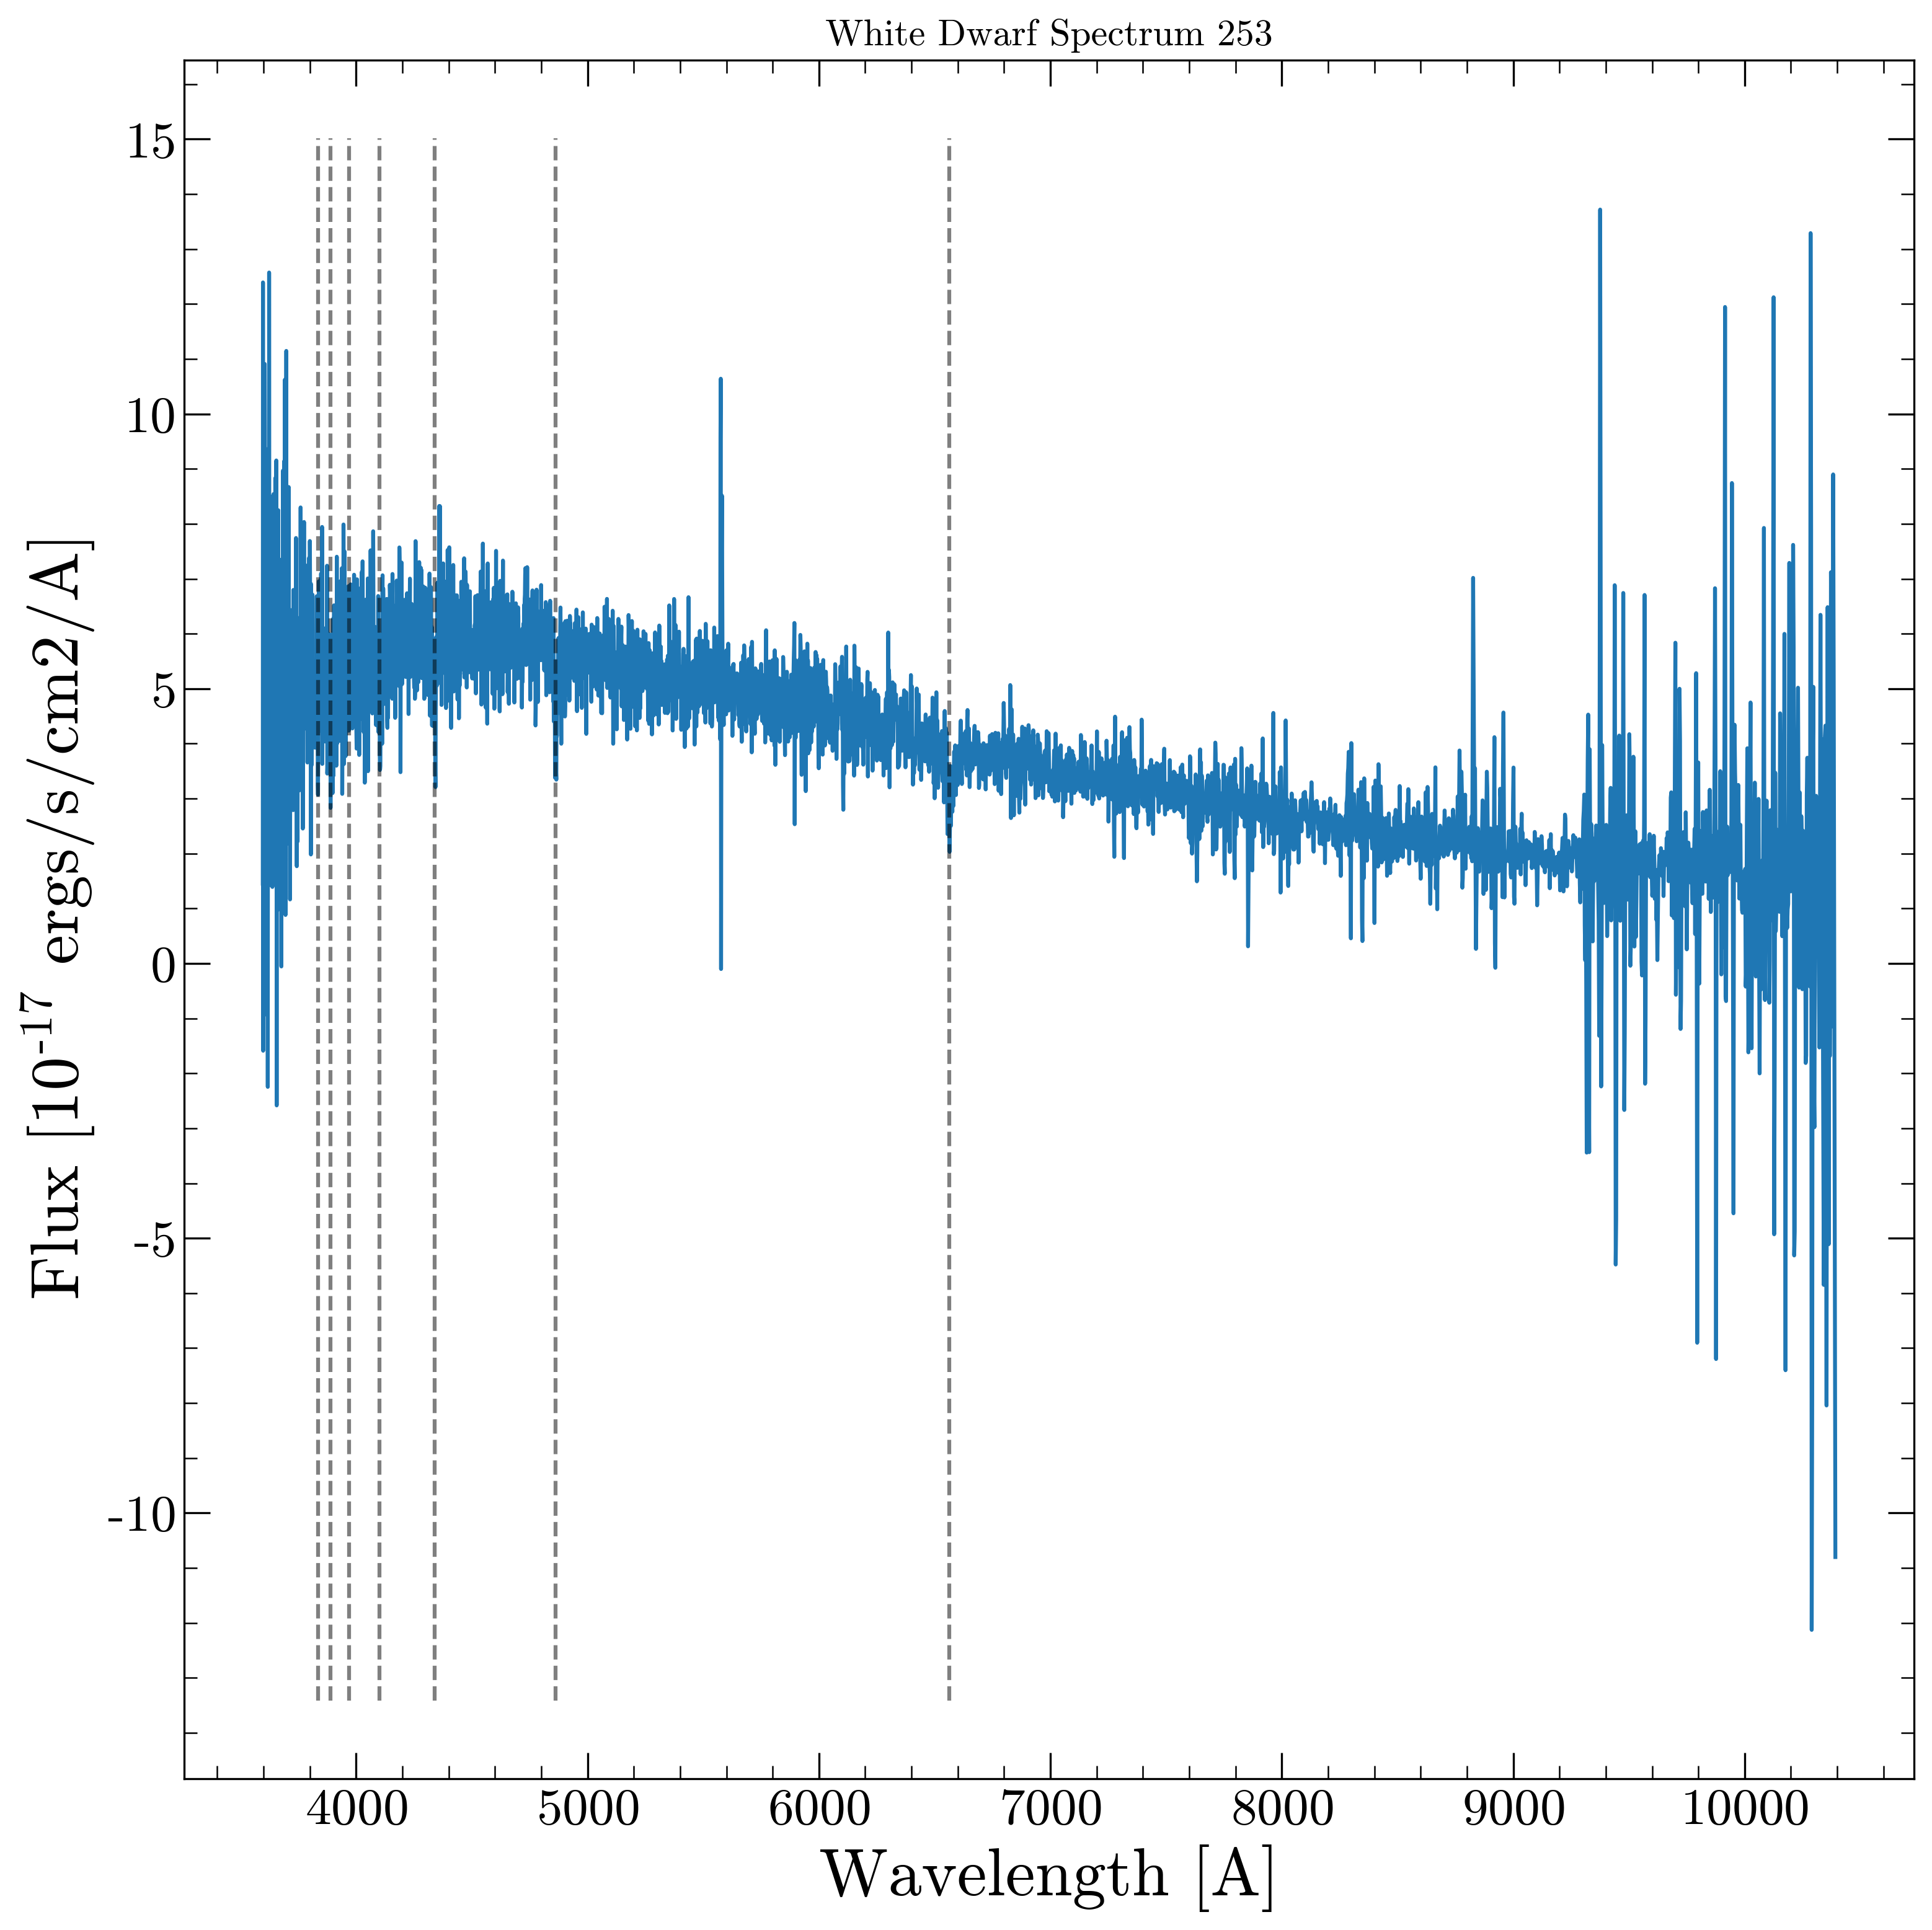 White Dwarf Spectrum 253
15
10
5
0
-5
-10
Flux [10-17 ergs/s/cm2/A]
4000 5000 6000 7000 8000 9000 10000
Wavelength [A]